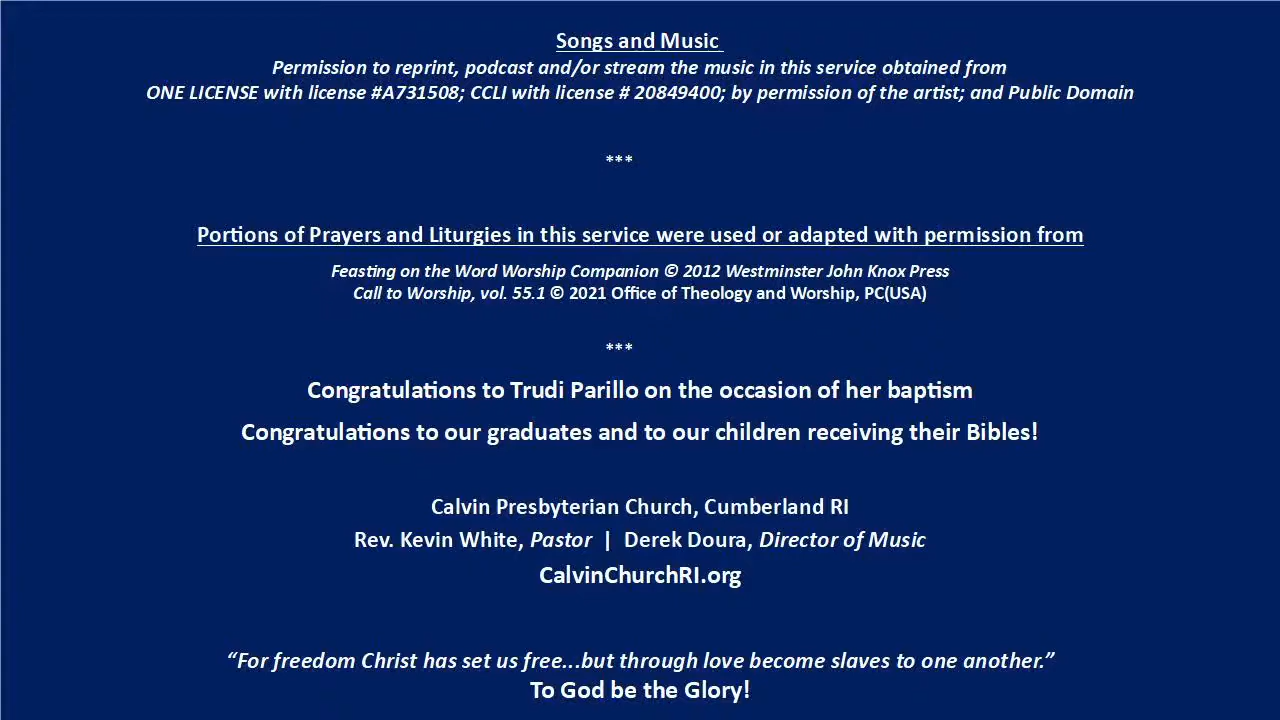 Songs and Music
Permission to reprint, podcast and/or stream the music in this service obtained from
ONE LICENSE with license #A731508; CCLI with license # 20849400; by permission of the artist; and Public Domain
***
Portions of Prayers and Liturgies in this service were used or adapted with permission from
Feasting on the Word Worship Companion © 2012 Westminster John Knox Press
Call to Worship, vol. 55.1 © 2021 Office of Theology and Worship, PC(USA)
***
Congratulations to Trudi Parillo on the occasion of her baptism
Congratulations to our graduates and to our children receiving their Bibles!
Calvin Presbyterian Church, Cumberland RI
Rev. Kevin White, Pastor | Derek Doura, Director of Music
CalvinChurchRI.org
“For freedom Christ has set us free...but through love become slaves to one another.”
To God be the Glory!